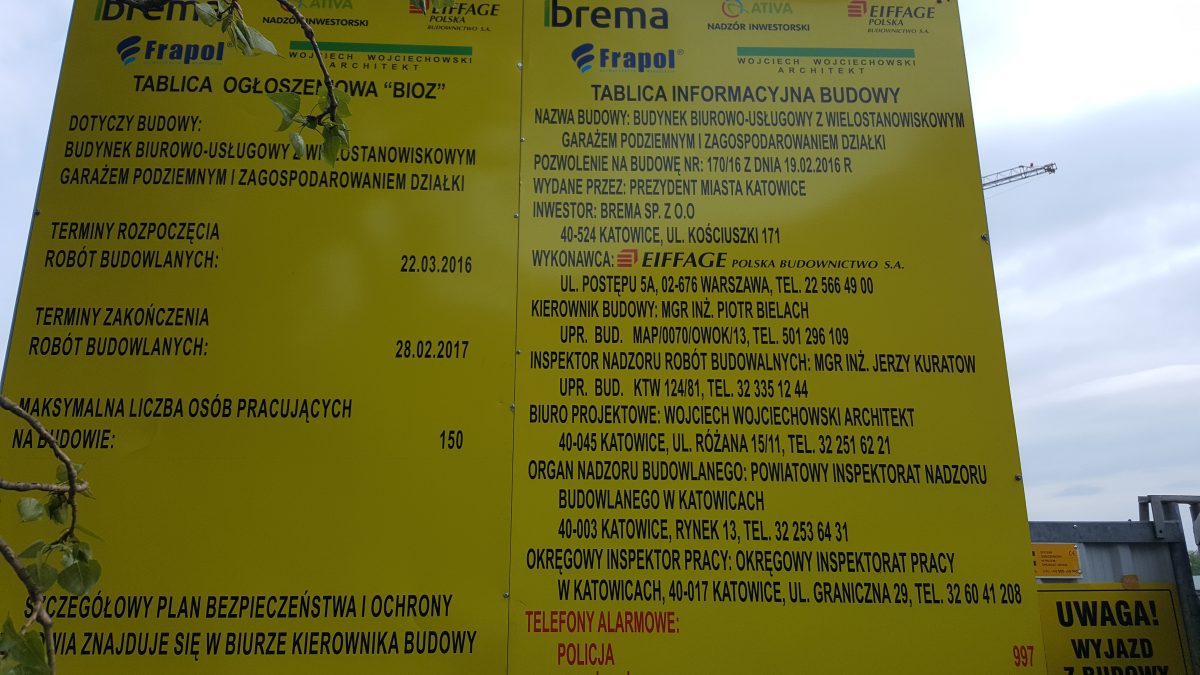 brema
ATIVA
NADZÓR INWESTORSKI
EIFFAGE
POLSKA
BUDOWNICTWO S.A.
Frapol®
WOJCIECH WOJCIECHOWSKI
ARCHITEKT
TABLICA OGŁOSZENIOWA “BIOZ”
DOTYCZY BUDOWY:
BUDYNEK BIUROWO-USŁUGOWY Z WIELOSTANOWISKOWYM
GARAŻEM PODZIEMNYM I ZAGOSPODAROWANIEM DZIAŁKI
TERMINY ROZPOCZĘCIA
ROBÓT BUDOWLANYCH: 22.03.2016
TERMINY ZAKOŃCZENIA
ROBÓT BUDOWLANYCH: 28.02.2017
MAKSYMALNA LICZBA OSÓB PRACUJĄCYCH
NA BUDOWIE: 150
SZCZEGÓŁOWY PLAN BEZPIECZEŃSTWA I OCHRONY
ZNAJDUJE SIĘ W BIURZE KIEROWNIKA BUDOWY
brema
ATIVA
NADZÓR INWESTORSKI
EIFFAGE
POLSKA
BUDOWNICTWO S.A.
Frapol®
WOJCIECH WOJCIECHOWSKI
ARCHITEKT
TABLICA INFORMACYJNA BUDOWY
NAZWA BUDOWY: BUDYNEK BIUROWO-USŁUGOWY Z WIELOSTANOWISKOWYM
GARAŻEM PODZIEMNYM I ZAGOSPODAROWANIEM DZIAŁKI
POZWOLENIE NA BUDOWĘ NR: 170/16 Z DNIA 19.02.2016 R
WYDANE PRZEZ: PREZYDENT MIASTA KATOWICE
INWESTOR: BREMA SP. Z O.O
40-524 KATOWICE, UL. KOŚCIUSZKI 171
WYKONAWCA: EIFFAGE POLSKA BUDOWNICTWO S.A.
UL. POSTĘPU 5A, 02-676 WARSZAWA, TEL. 22 566 49 00
KIEROWNIK BUDOWY: MGR INŻ. PIOTR BIELACH
UPR. BUD. MAP/0070/OWOK/13, TEL. 501 296 109
INSPEKTOR NADZORU ROBÓT BUDOWALNYCH: MGR INŻ. JERZY KURATOW
UPR. BUD. KTW 124/81, TEL. 32 335 12 44
BIURO PROJEKTOWE: WOJCIECH WOJCIECHOWSKI ARCHITEKT
40-045 KATOWICE, UL. RÓŻANA 15/11, TEL. 32 251 62 21
ORGAN NADZORU BUDOWLANEGO: POWIATOWY INSPEKTORAT NADZORU
BUDOWLANEGO W KATOWICACH
40-003 KATOWICE, RYNEK 13, TEL. 32 253 64 31
OKRĘGOWY INSPEKTOR PRACY: OKRĘGOWY INSPEKTORAT PRACY
W KATOWICACH, 40-017 KATOWICE, UL. GRANICZNA 29, TEL. 32 60 41 208
TELEFONY ALARMOWE:
POLICJA 997
UWAGA!
WYJAZD
Z BUDOWY